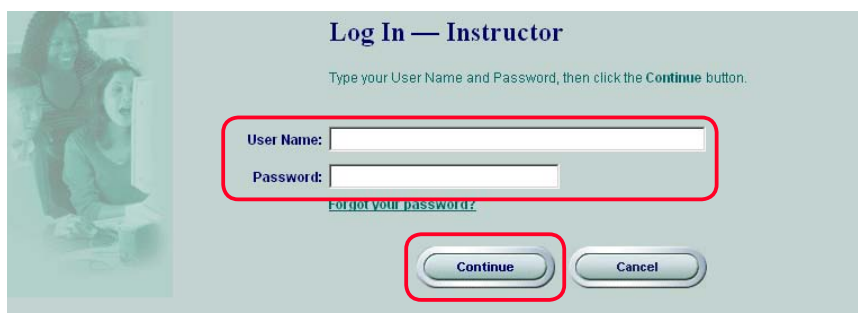 Log In — Instructor
Type your User Name and Password, then click the Continue button.
User Name:
Password:
Forgot your password?
Continue Cancel